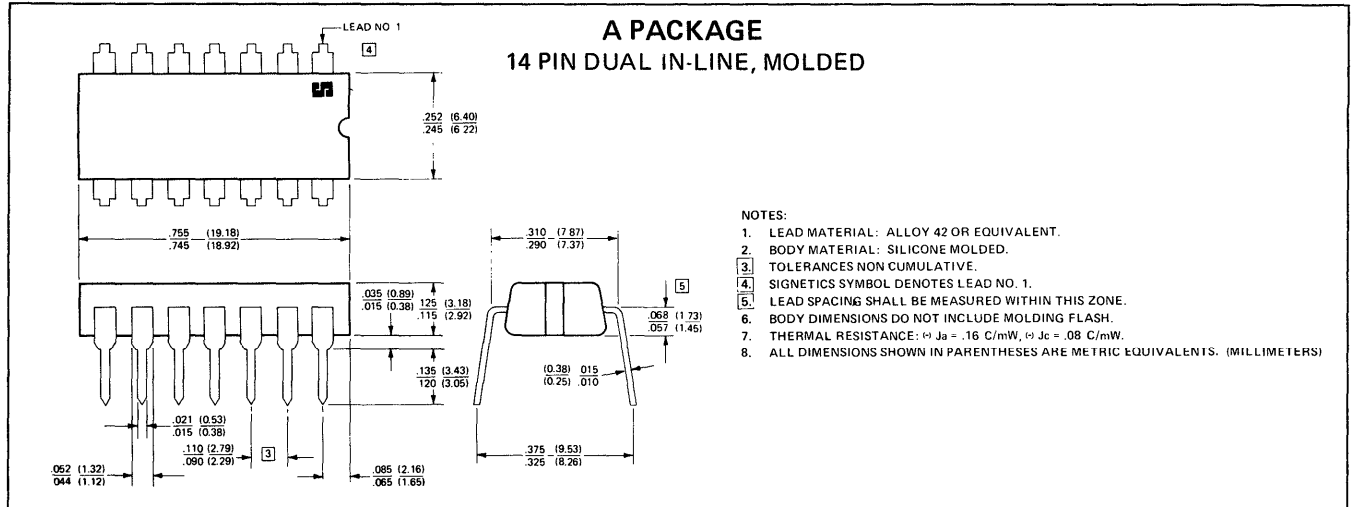 A PACKAGE
14 PIN DUAL IN-LINE, MOLDED
LEAD NO 1
4
.252 (6.40)
.245 (6 22)
.755 (19.18)
.745 (18.92)
.310 (7 87)
.290 (7.37)
5
.035 (0.89)
.015 (0.38)
.125 (3.18)
.115 (2.92)
.068 (1 73)
.057 (1.45)
.135 (3.43)
.120 (3.05)
(0.38) .015
(0.25) .010
.021 (0.53)
.015 (0.38)
.110 (2.79)
.090 (2.29)
3
.052 (1.32)
.044 (1.12)
.085 (2.16)
.065 (1.65)
.375 (9.53)
.325 (8.26)
NOTES:
1. LEAD MATERIAL: ALLOY 42 OR EQUIVALENT.
2. BODY MATERIAL: SILICONE MOLDED.
3. TOLERANCES NON CUMULATIVE.
4. SIGNETICS SYMBOL DENOTES LEAD NO. 1.
5. LEAD SPACING SHALL BE MEASURED WITHIN THIS ZONE.
6. BODY DIMENSIONS DO NOT INCLUDE MOLDING FLASH.
7. THERMAL RESISTANCE: Ja = .16 C/mW, Jc = .08 C/mW.
8. ALL DIMENSIONS SHOWN IN PARENTHESES ARE METRIC EQUIVALENTS. (MILLIMETERS)